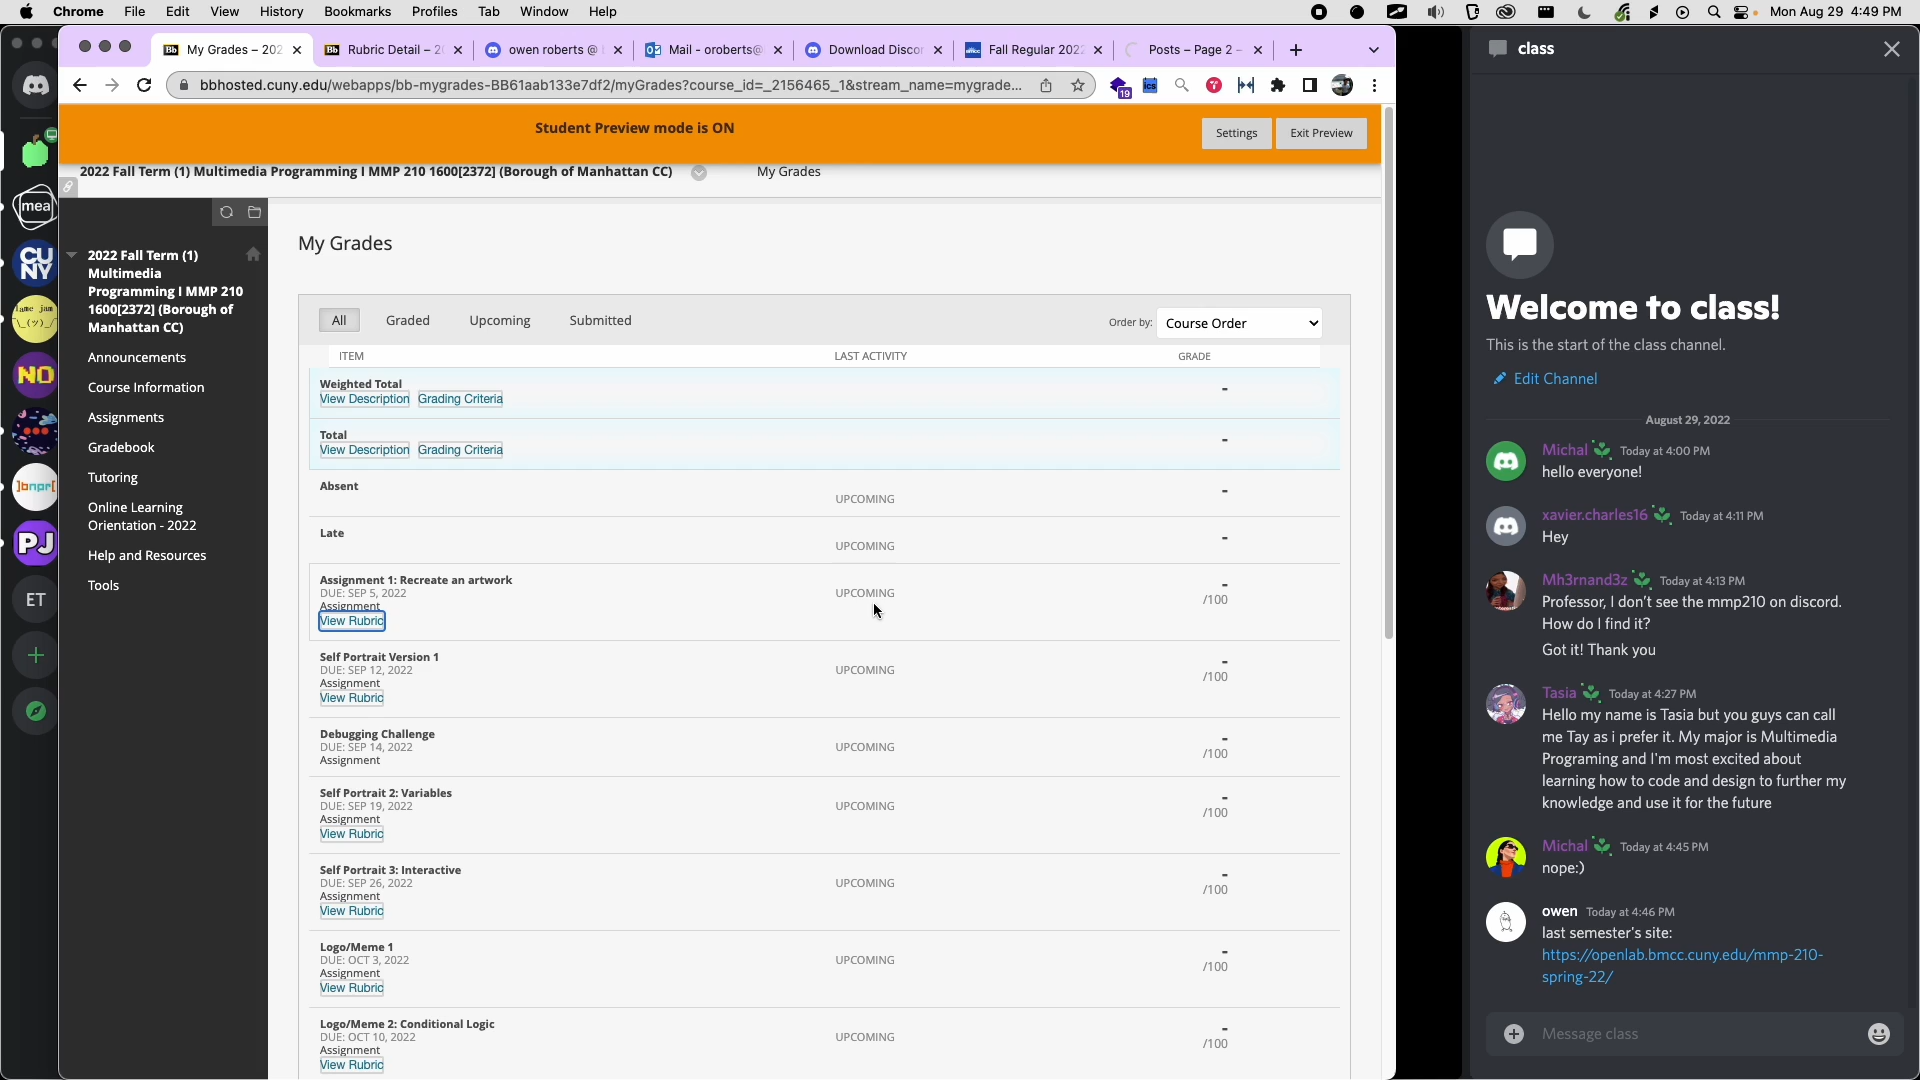 Chrome File Edit View History Bookmarks Profiles Tab Window Help
Mon Aug 29 4:49 PM
My Grades – 202
Rubric Detail – 2
owen roberts @
Mail - oroberts@
Download Disco
Fall Regular 2022
Posts – Page 2 –
bbhosted.cuny.edu/webapps/bb-mygrades-BB61aab133e7df2/myGrades?course_id=_2156465_1&stream_name=mygrade...
19
ics
Student Preview mode is ON
Settings
Exit Preview
2022 Fall Term (1) Multimedia Programming I MMP 210 1600[2372] (Borough of Manhattan CC)
My Grades
mea
CU
NY
NO
]bnpr[
PJ
ET
2022 Fall Term (1)
Multimedia
Programming I MMP 210
1600[2372] (Borough of
Manhattan CC)
Announcements
Course Information
Assignments
Gradebook
Tutoring
Online Learning
Orientation - 2022
Help and Resources
Tools
My Grades
All Graded Upcoming Submitted
Order by: Course Order
ITEM LAST ACTIVITY GRADE
Weighted Total
View Description Grading Criteria
-
Total
View Description Grading Criteria
-
Absent
UPCOMING
-
Late
UPCOMING
-
Assignment 1: Recreate an artwork
DUE: SEP 5, 2022
Assignment
View Rubric
UPCOMING
-
/100
Self Portrait Version 1
DUE: SEP 12, 2022
Assignment
View Rubric
UPCOMING
-
/100
Debugging Challenge
DUE: SEP 14, 2022
Assignment
UPCOMING
-
/100
Self Portrait 2: Variables
DUE: SEP 19, 2022
Assignment
View Rubric
UPCOMING
-
/100
Self Portrait 3: Interactive
DUE: SEP 26, 2022
Assignment
View Rubric
UPCOMING
-
/100
Logo/Meme 1
DUE: OCT 3, 2022
Assignment
View Rubric
UPCOMING
-
/100
Logo/Meme 2: Conditional Logic
DUE: OCT 10, 2022
Assignment
View Rubric
UPCOMING
-
/100
class
Welcome to class!
This is the start of the class channel.
Edit Channel
August 29, 2022
Michal Today at 4:00 PM
hello everyone!
xavier.charles16 Today at 4:11 PM
Hey
Mh3rnand3z Today at 4:13 PM
Professor, I don't see the mmp210 on discord.
How do I find it?
Got it! Thank you
Tasia Today at 4:27 PM
Hello my name is Tasia but you guys can call
me Tay as i prefer it. My major is Multimedia
Programing and I'm most excited about
learning how to code and design to further my
knowledge and use it for the future
Michal Today at 4:45 PM
nope:)
owen Today at 4:46 PM
last semester's site:
https://openlab.bmcc.cuny.edu/mmp-210-
spring-22/
Message class